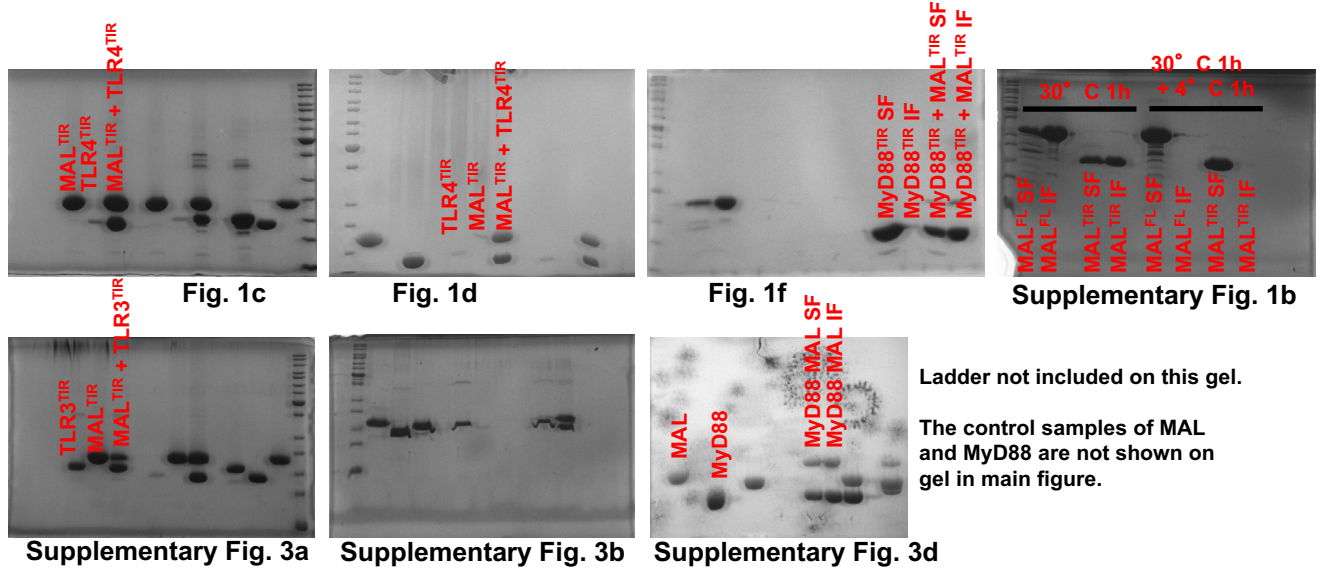 MAL^TIR
TLR4^TIR
MAL^TIR + TLR4^TIR
Fig. 1c
TLR4^TIR
MAL^TIR
MAL^TIR + TLR4^TIR
Fig. 1d
MyD88^TIR SF
MyD88^TIR IF
MyD88^TIR + MAL^TIR SF
MyD88^TIR + MAL^TIR IF
Fig. 1f
30° C 1h
30° C 1h
+ 4° C 1h
MAL^FL SF
MAL^FL IF
MAL^TIR SF
MAL^TIR IF
MAL^FL SF
MAL^FL IF
MAL^TIR SF
MAL^TIR IF
Supplementary Fig. 1b
TLR3^TIR
MAL^TIR
MAL^TIR + TLR3^TIR
Supplementary Fig. 3a
Supplementary Fig. 3b
MAL
MyD88
MyD88 MAL SF
MyD88 MAL IF
Supplementary Fig. 3d
Ladder not included on this gel.
The control samples of MAL
and MyD88 are not shown on
gel in main figure.